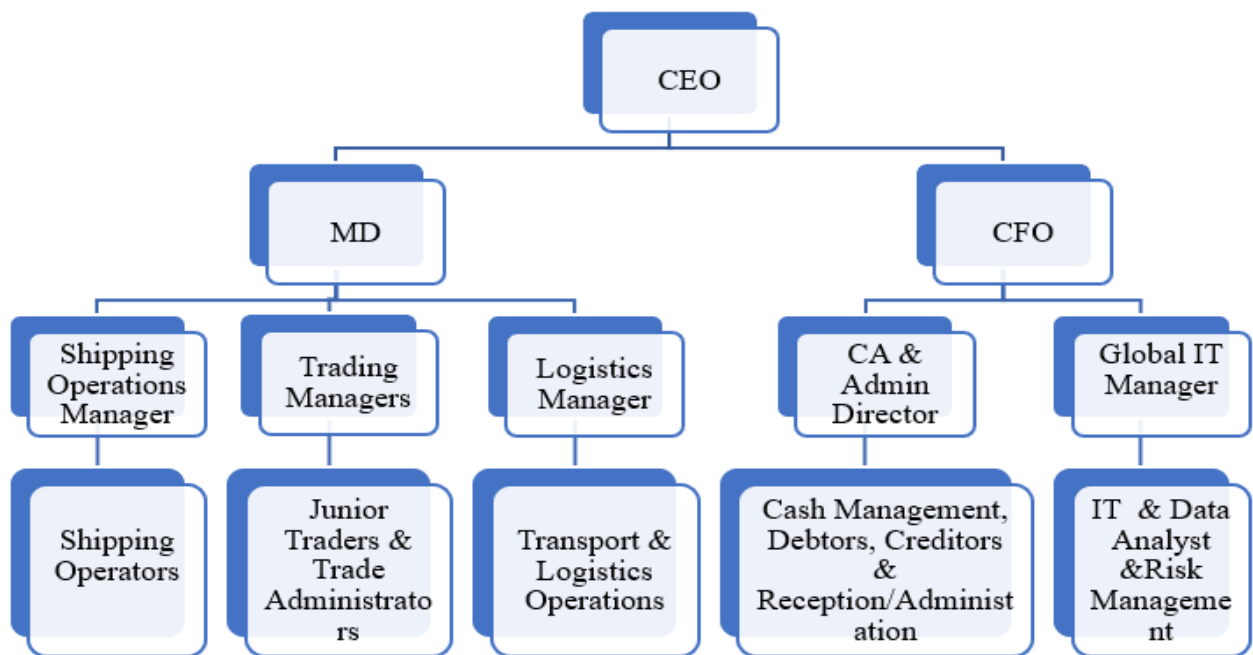 CEO
MD
CFO
Shipping
Operations
Manager
Trading
Managers
Logistics
Manager
CA &
Admin
Director
Global IT
Manager
Shipping
Operators
Junior
Traders &
Trade
Administrato
rs
Transport &
Logistics
Operations
Cash Management,
Debtors, Creditors
&
Reception/Administ
ation
IT & Data
Analyst
&Risk
Manageme
nt